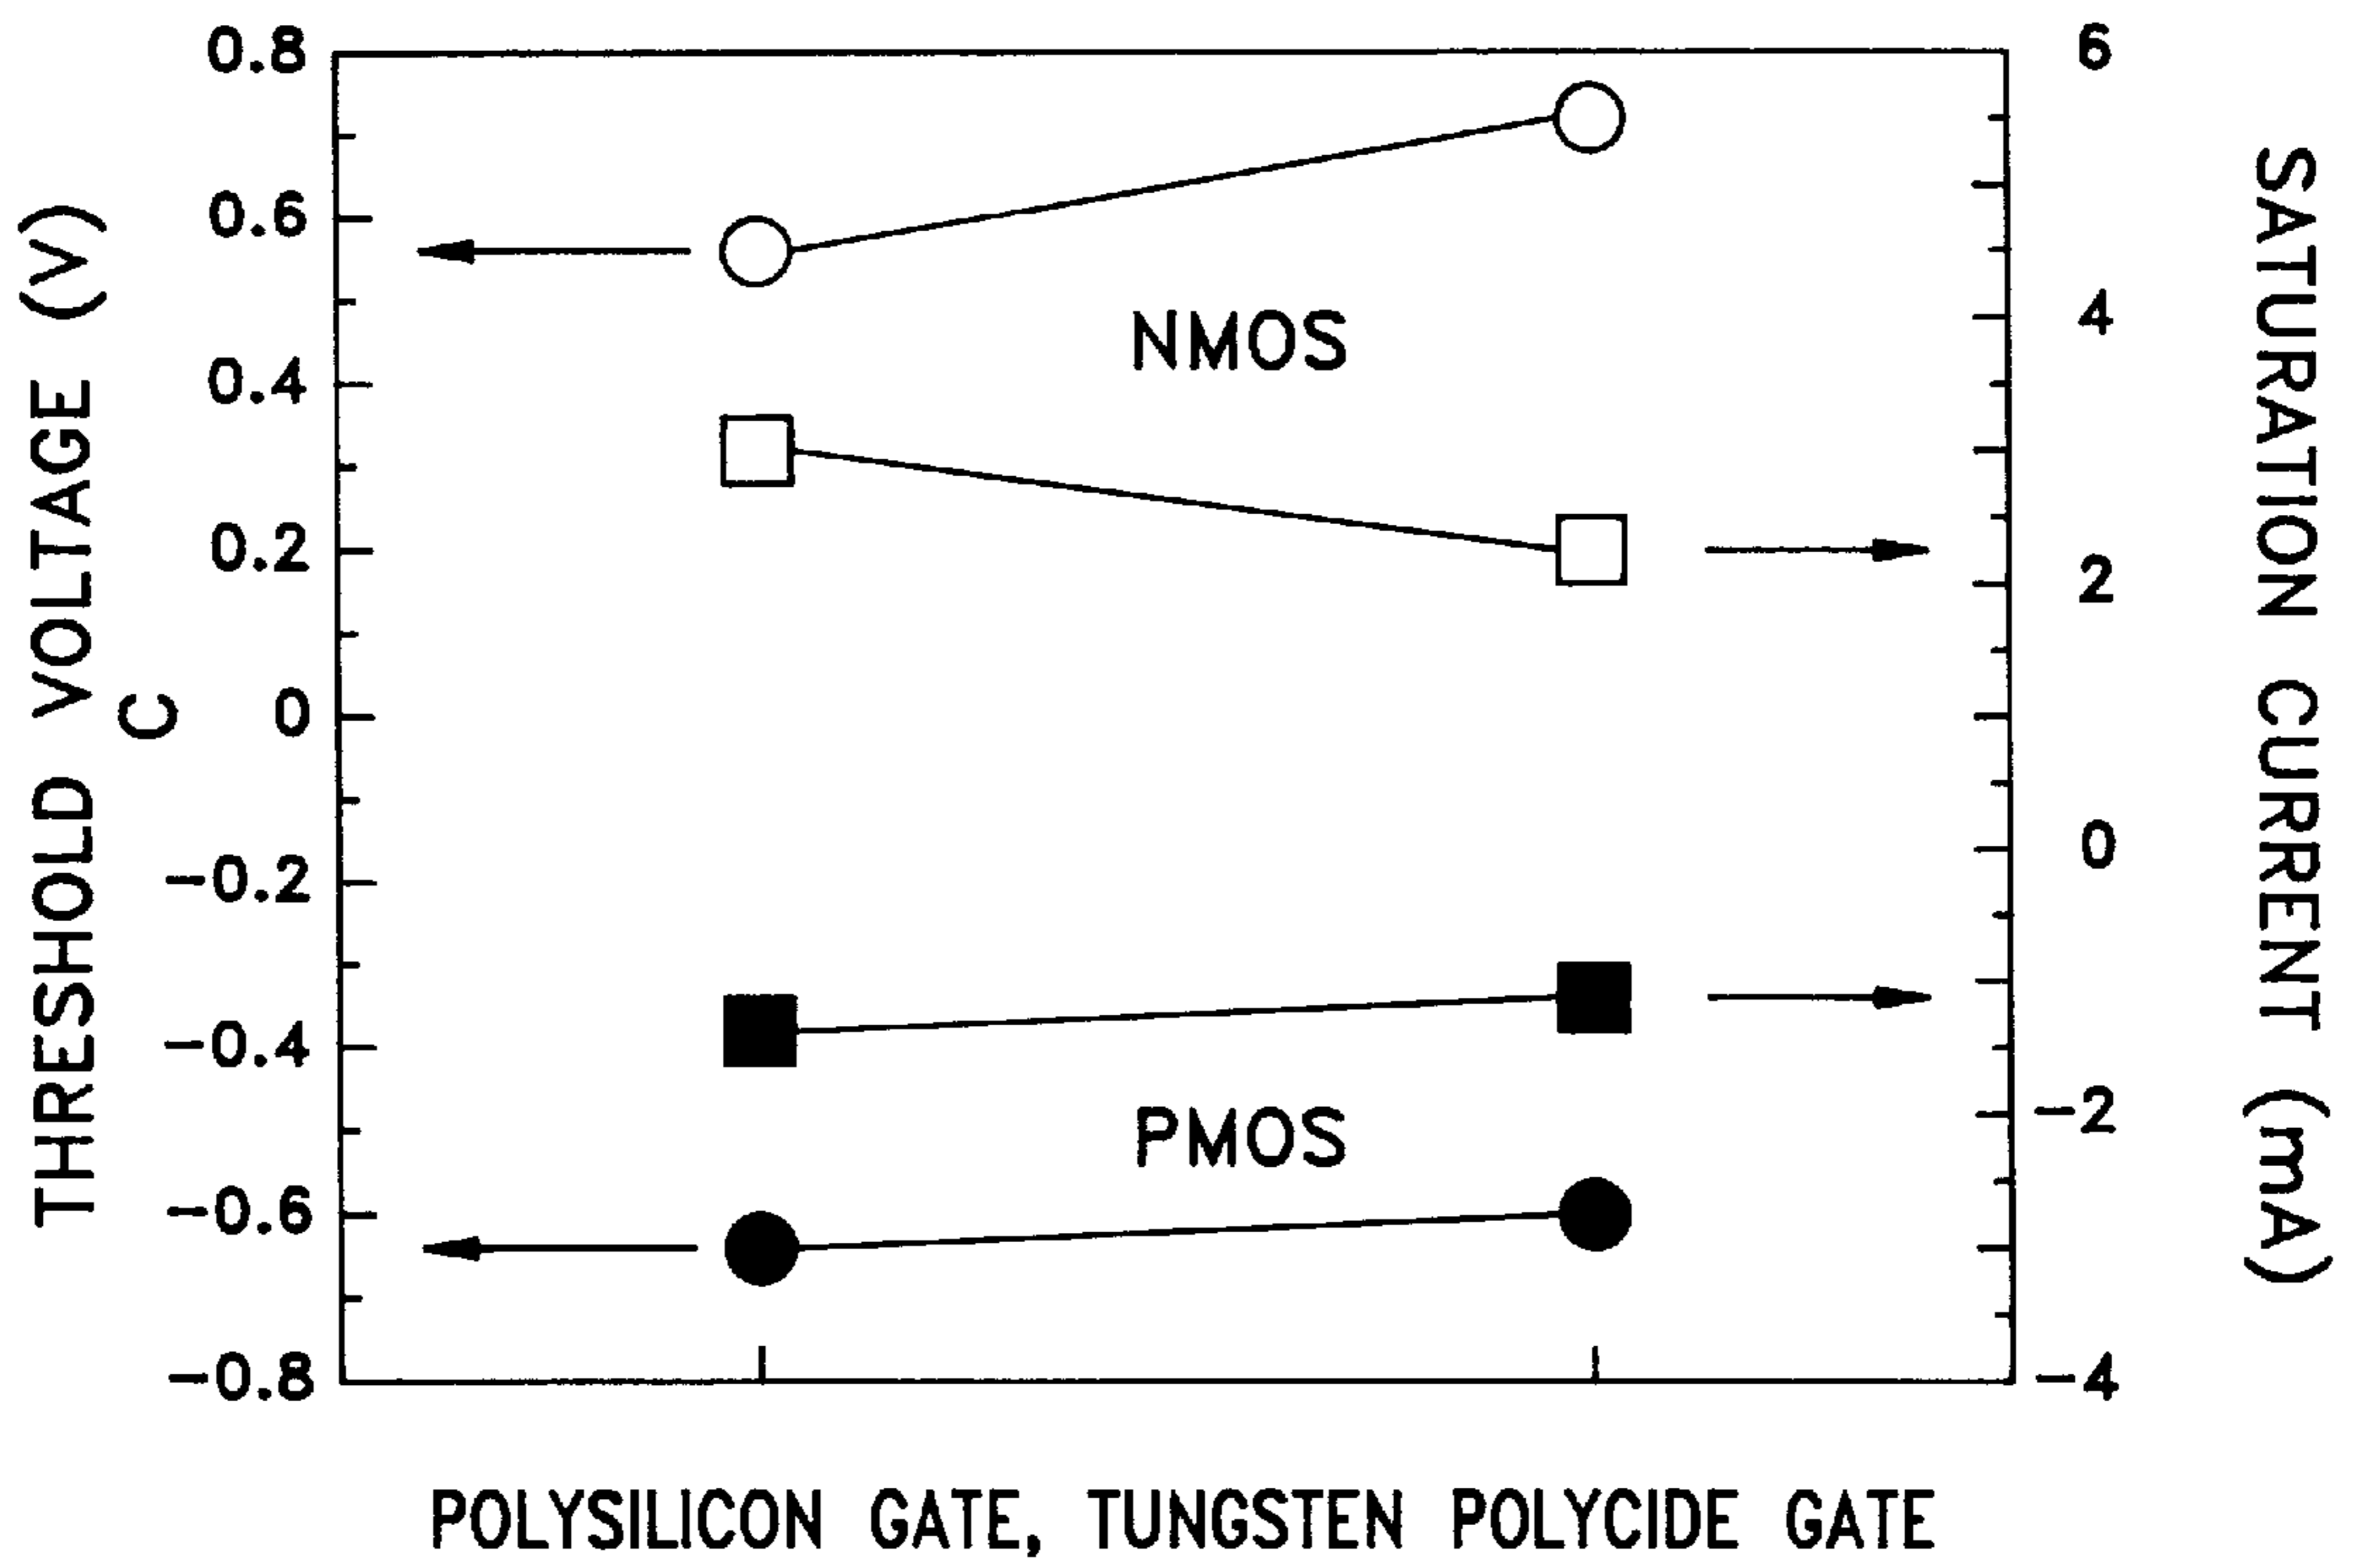 THRESHOLD VOLTAGE (V)
C
0.8
0.6
0.4
0.2
0
-0.2
-0.4
-0.6
-0.8
NMOS
PMOS
6
4
2
0
-2
-4
SATURATION CURRENT (mA)
POLYSILICON GATE, TUNGSTEN POLYCIDE GATE